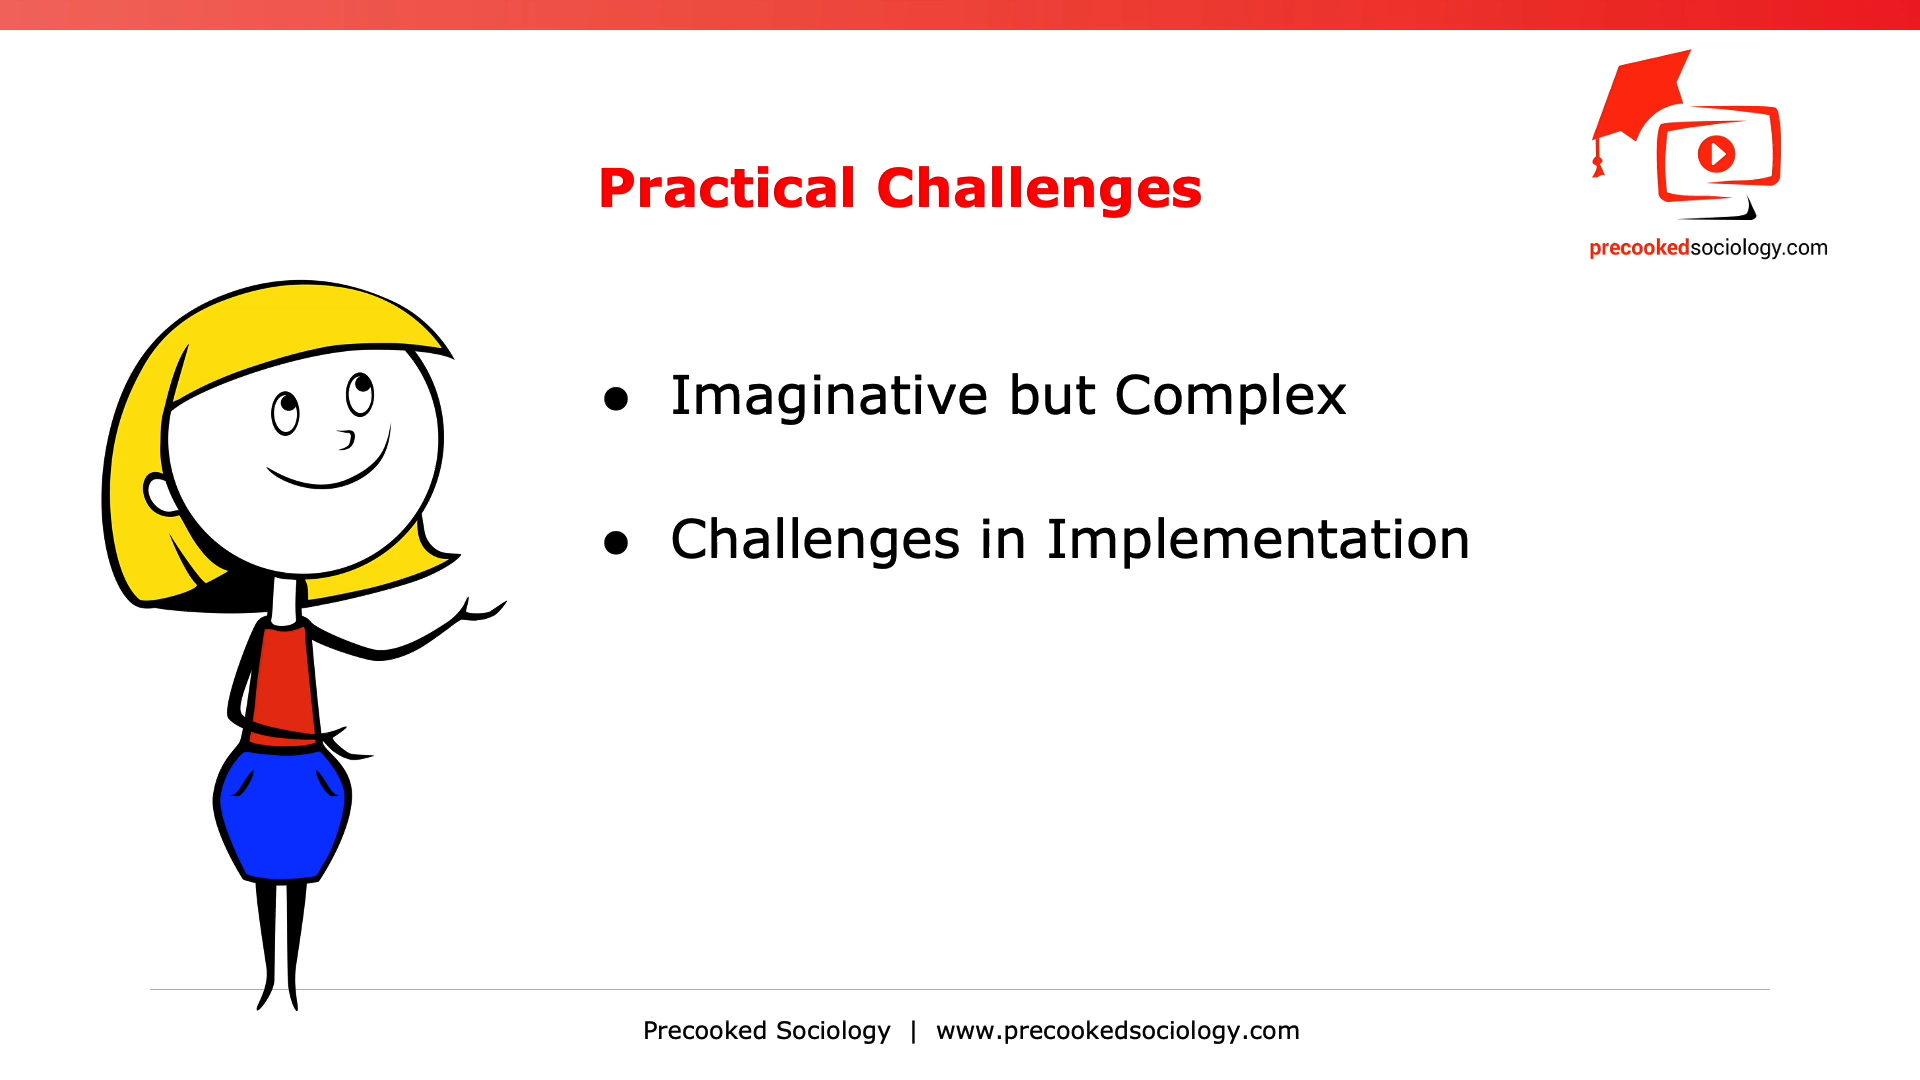 Practical Challenges
precookedsociology.com
● Imaginative but Complex
● Challenges in Implementation
Precooked Sociology | www.precookedsociology.com